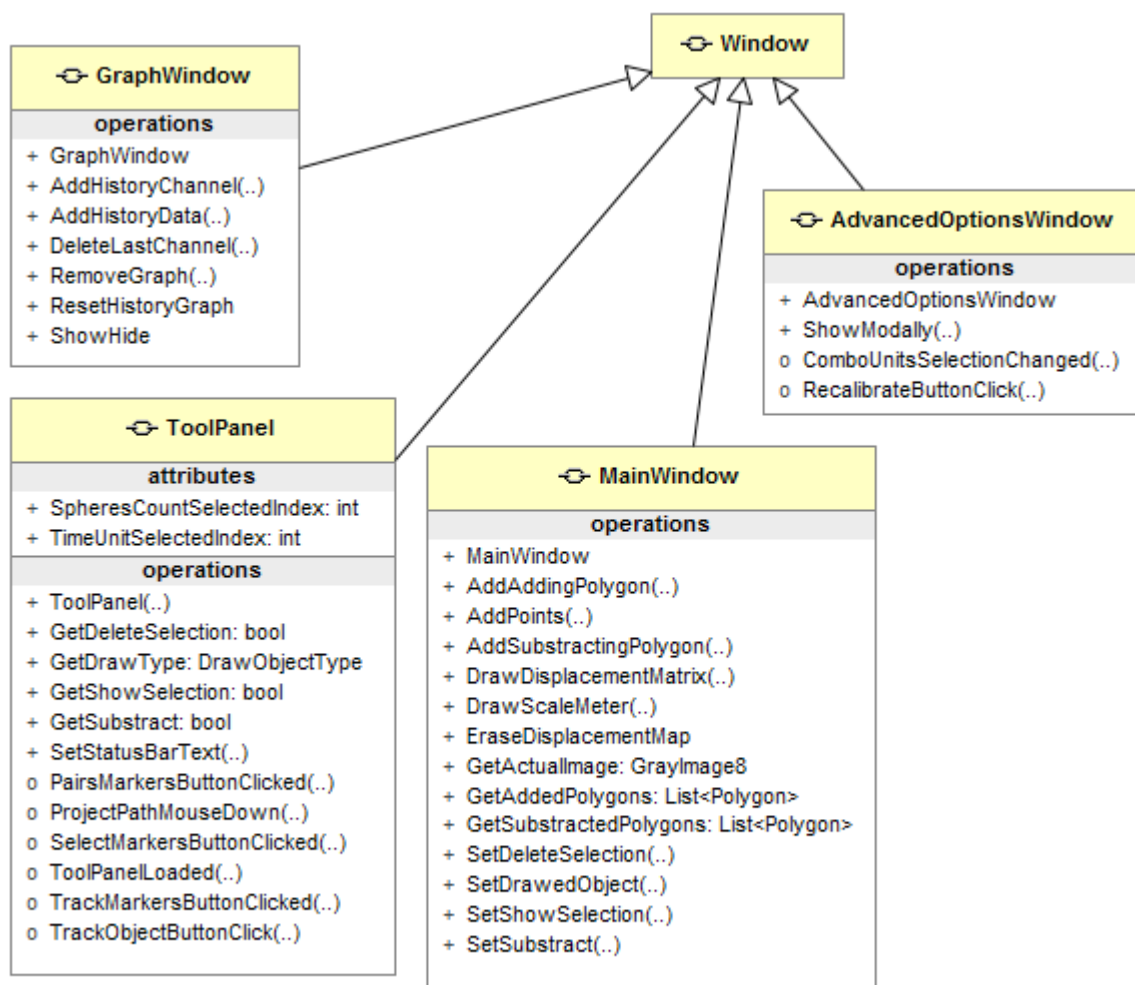 Window
GraphWindow
operations
+ GraphWindow
+ AddHistoryChannel(..)
+ AddHistoryData(..)
+ DeleteLastChannel(..)
+ RemoveGraph(..)
+ ResetHistoryGraph
+ ShowHide
AdvancedOptionsWindow
operations
+ AdvancedOptionsWindow
+ ShowModally(..)
o ComboUnitsSelectionChanged(..)
o RecalibrateButtonClick(..)
ToolPanel
attributes
+ SpheresCountSelectedIndex: int
+ TimeUnitSelectedIndex: int
operations
+ ToolPanel(..)
+ GetDeleteSelection: bool
+ GetDrawType: DrawObjectType
+ GetShowSelection: bool
+ GetSubstract: bool
+ SetStatusBarText(..)
o PairsMarkersButtonClicked(..)
o ProjectPathMouseDown(..)
o SelectMarkersButtonClicked(..)
o ToolPanelLoaded(..)
o TrackMarkersButtonClicked(..)
o TrackObjectButtonClick(..)
MainWindow
operations
+ MainWindow
+ AddAddingPolygon(..)
+ AddPoints(..)
+ AddSubstractingPolygon(..)
+ DrawDisplacementMatrix(..)
+ DrawScaleMeter(..)
+ EraseDisplacementMap
+ GetActualImage: GrayImage8
+ GetAddedPolygons: List<Polygon>
+ GetSubstractedPolygons: List<Polygon>
+ SetDeleteSelection(..)
+ SetDrawedObject(..)
+ SetShowSelection(..)
+ SetSubstract(..)